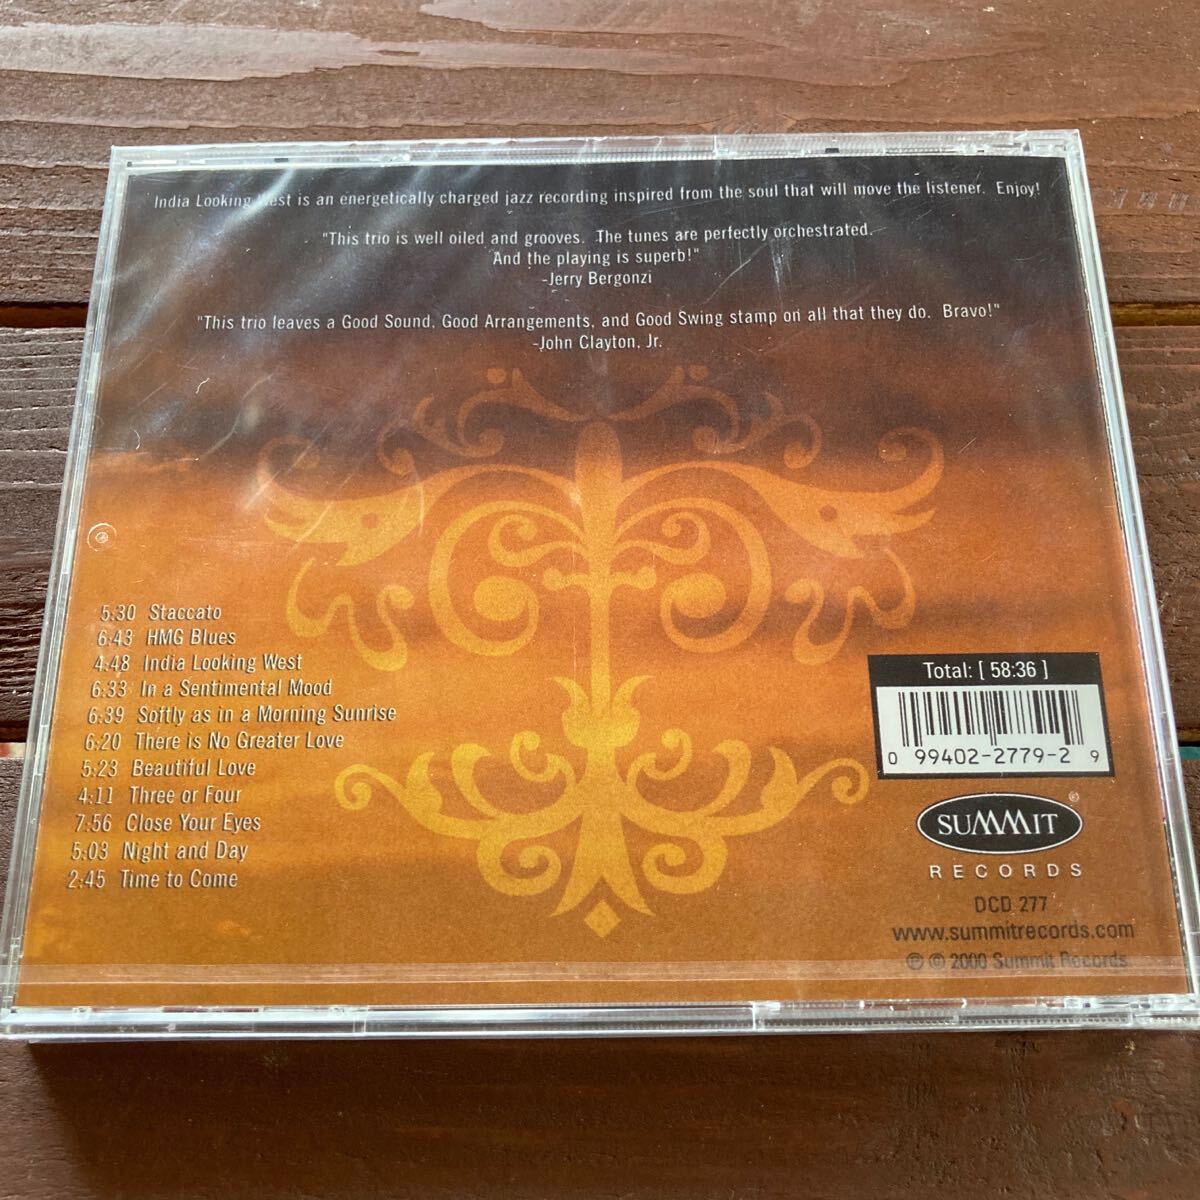 India Looking West is an energetically charged jazz recording inspired from the soul that will move the listener. Enjoy!
"This trio is well oiled and grooves. The tunes are perfectly orchestrated.
And the playing is superb!"
-Jerry Bergonzi
"This trio leaves a Good Sound, Good Arrangements, and Good Swing stamp on all that they do. Bravo!"
-John Clayton, Jr.
5:30 Staccato
6:43 HMG Blues
4:48 India Looking West
6:33 In a Sentimental Mood
6:39 Softly as in a Morning Sunrise
6:20 There is No Greater Love
5:23 Beautiful Love
4:11 Three or Four
7:56 Close Your Eyes
5:03 Night and Day
2:45 Time to Come
Total: [ 58:36 ]
0 99402-2779-2 9
SUMMIT ®
RECORDS
DCD 277
www.summitrecords.com
℗ © 2000 Summit Records